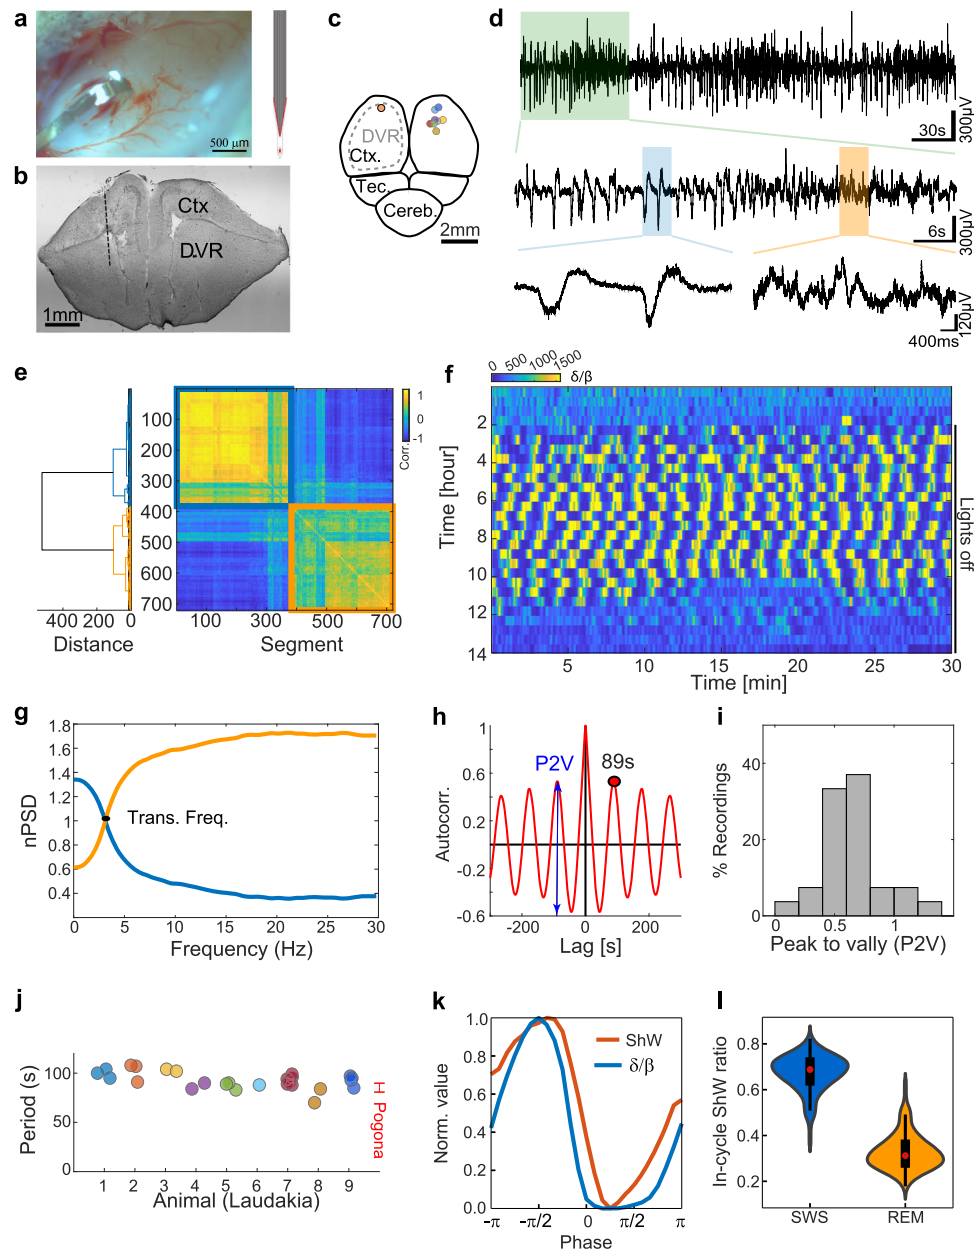 a
500 µm
b
Ctx
DVR
1mm
c
DVR
Ctx.
Tec.
Cereb.
2mm
d
300µV
30s
300µV
6s
120µV
400ms
e
100
200
300
400
500
600
700
400 200 0
Distance
100 300 500 700
Segment
1
0
-1
Corr.
f
0 500 1000 1500
δ/β
2
4
6
8
10
12
14
Time [hour]
5 10 15 20 25 30
Time [min]
Lights off
g
1.8
1.4
1
0.6
0.4
nPSD
Trans. Freq.
0 5 10 15 20 25 30
Frequency (Hz)
h
1
0.6
0.2
-0.2
-0.6
Autocorr.
P2V
89s
-200 0 200
Lag [s]
i
40
20
0
% Recordings
0 0.5 1
Peak to vally (P2V)
j
100
50
0
Period (s)
1 2 3 4 5 6 7 8 9
Animal (Laudakia)
Pogona
k
1.0
0.8
0.6
0.4
0.2
0.0
Norm. value
ShW
δ/β
-π -π/2 0 π/2 π
Phase
l
0.8
0.6
0.4
0.2
In-cycle ShW ratio
SWS REM